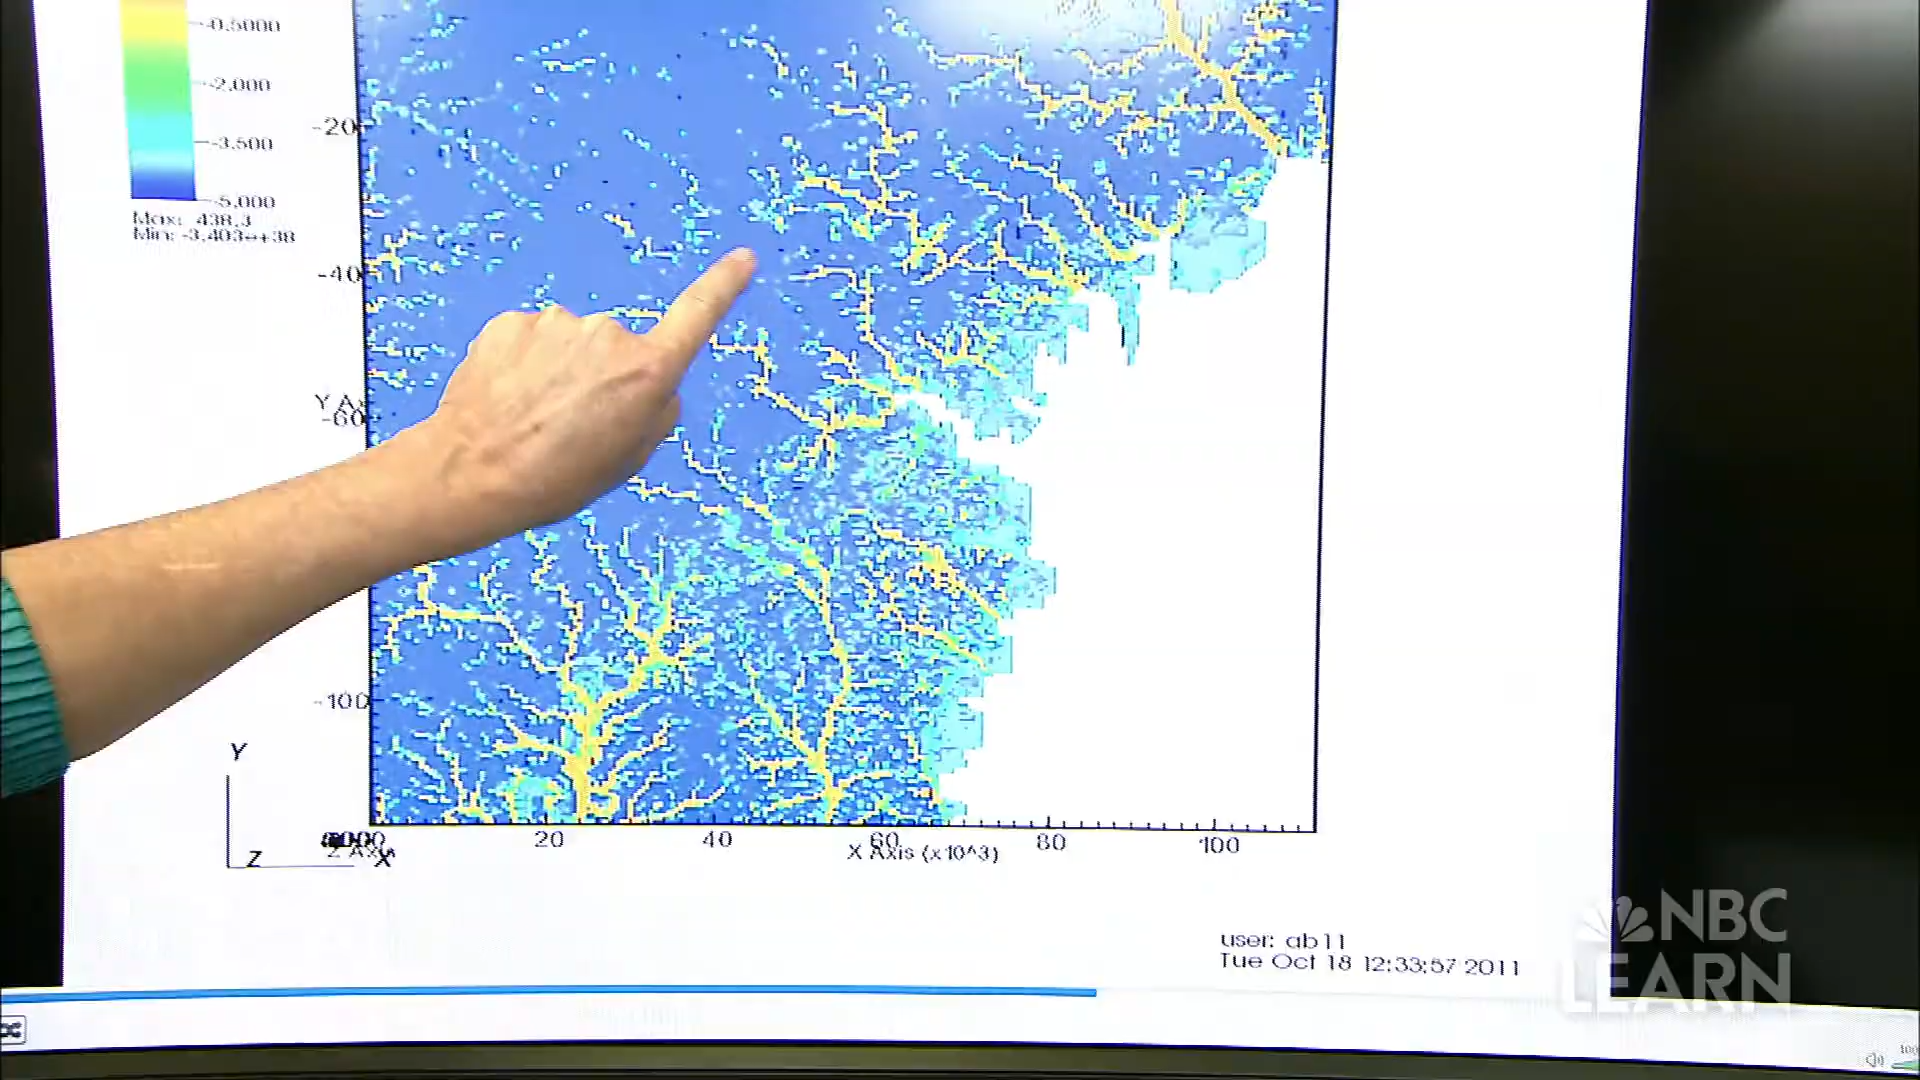 -0.5000
-2.000
-3.500
-5.000
Max: 438.3
Min: -3.403e+38
-20
-40
-60
-100
Y
Z
X
20
40
60
80
100
X Axis (x10^3)
user: ab11
Tue Oct 18 12:33:57 2011
NBC
LEARN
100